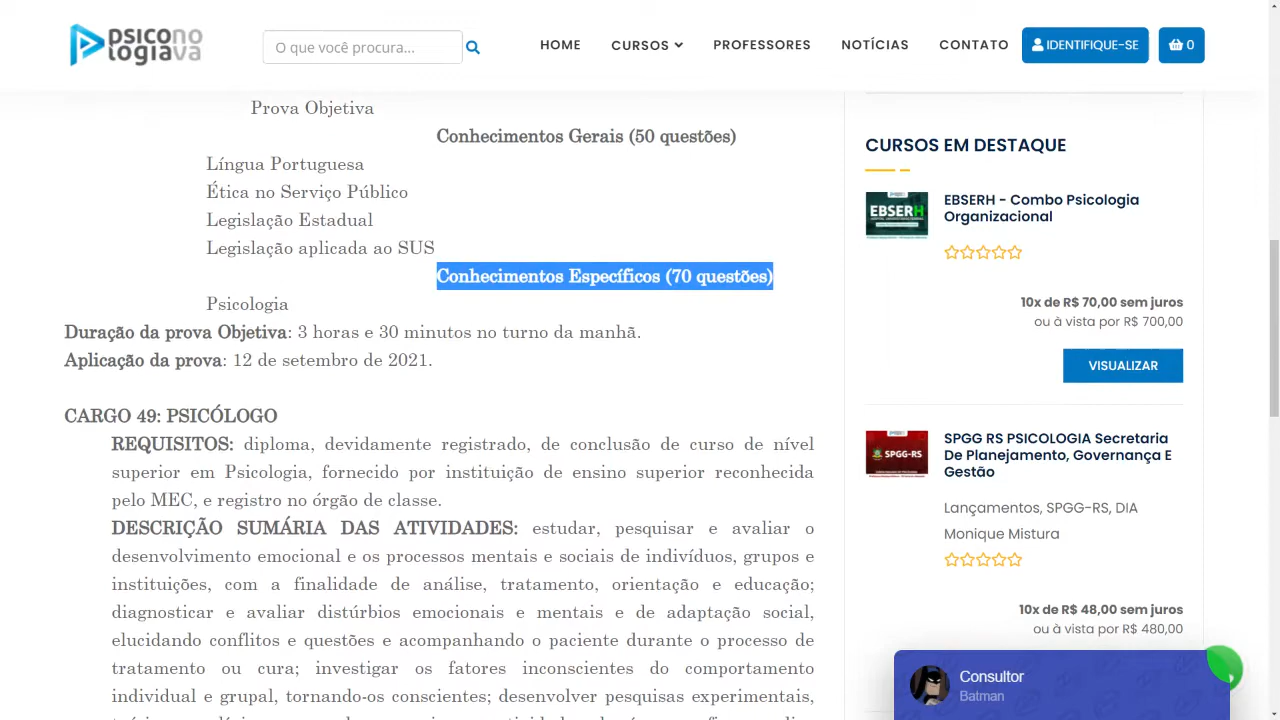 psicono
logiava
O que você procura...
HOME
CURSOS
PROFESSORES
NOTÍCIAS
CONTATO
IDENTIFIQUE-SE
0
Prova Objetiva
Conhecimentos Gerais (50 questões)
Língua Portuguesa
Ética no Serviço Público
Legislação Estadual
Legislação aplicada ao SUS
Conhecimentos Específicos (70 questões)
Psicologia
Duração da prova Objetiva: 3 horas e 30 minutos no turno da manhã.
Aplicação da prova: 12 de setembro de 2021.
CARGO 49: PSICÓLOGO
REQUISITOS: diploma, devidamente registrado, de conclusão de curso de nível
superior em Psicologia, fornecido por instituição de ensino superior reconhecida
pelo MEC, e registro no órgão de classe.
DESCRIÇÃO SUMÁRIA DAS ATIVIDADES: estudar, pesquisar e avaliar o
desenvolvimento emocional e os processos mentais e sociais de indivíduos, grupos e
instituições, com a finalidade de análise, tratamento, orientação e educação;
diagnosticar e avaliar distúrbios emocionais e mentais e de adaptação social,
elucidando conflitos e questões e acompanhando o paciente durante o processo de
tratamento ou cura; investigar os fatores inconscientes do comportamento
individual e grupal, tornando-os conscientes; desenvolver pesquisas experimentais,
CURSOS EM DESTAQUE
EBSERH
EBSERH - Combo Psicologia
Organizacional
10x de R$ 70,00 sem juros
ou à vista por R$ 700,00
VISUALIZAR
SPGG-RS
SPGG RS PSICOLOGIA Secretaria
De Planejamento, Governança E
Gestão
Lançamentos, SPGG-RS, DIA
Monique Mistura
10x de R$ 48,00 sem juros
ou à vista por R$ 480,00
Consultor
Batman